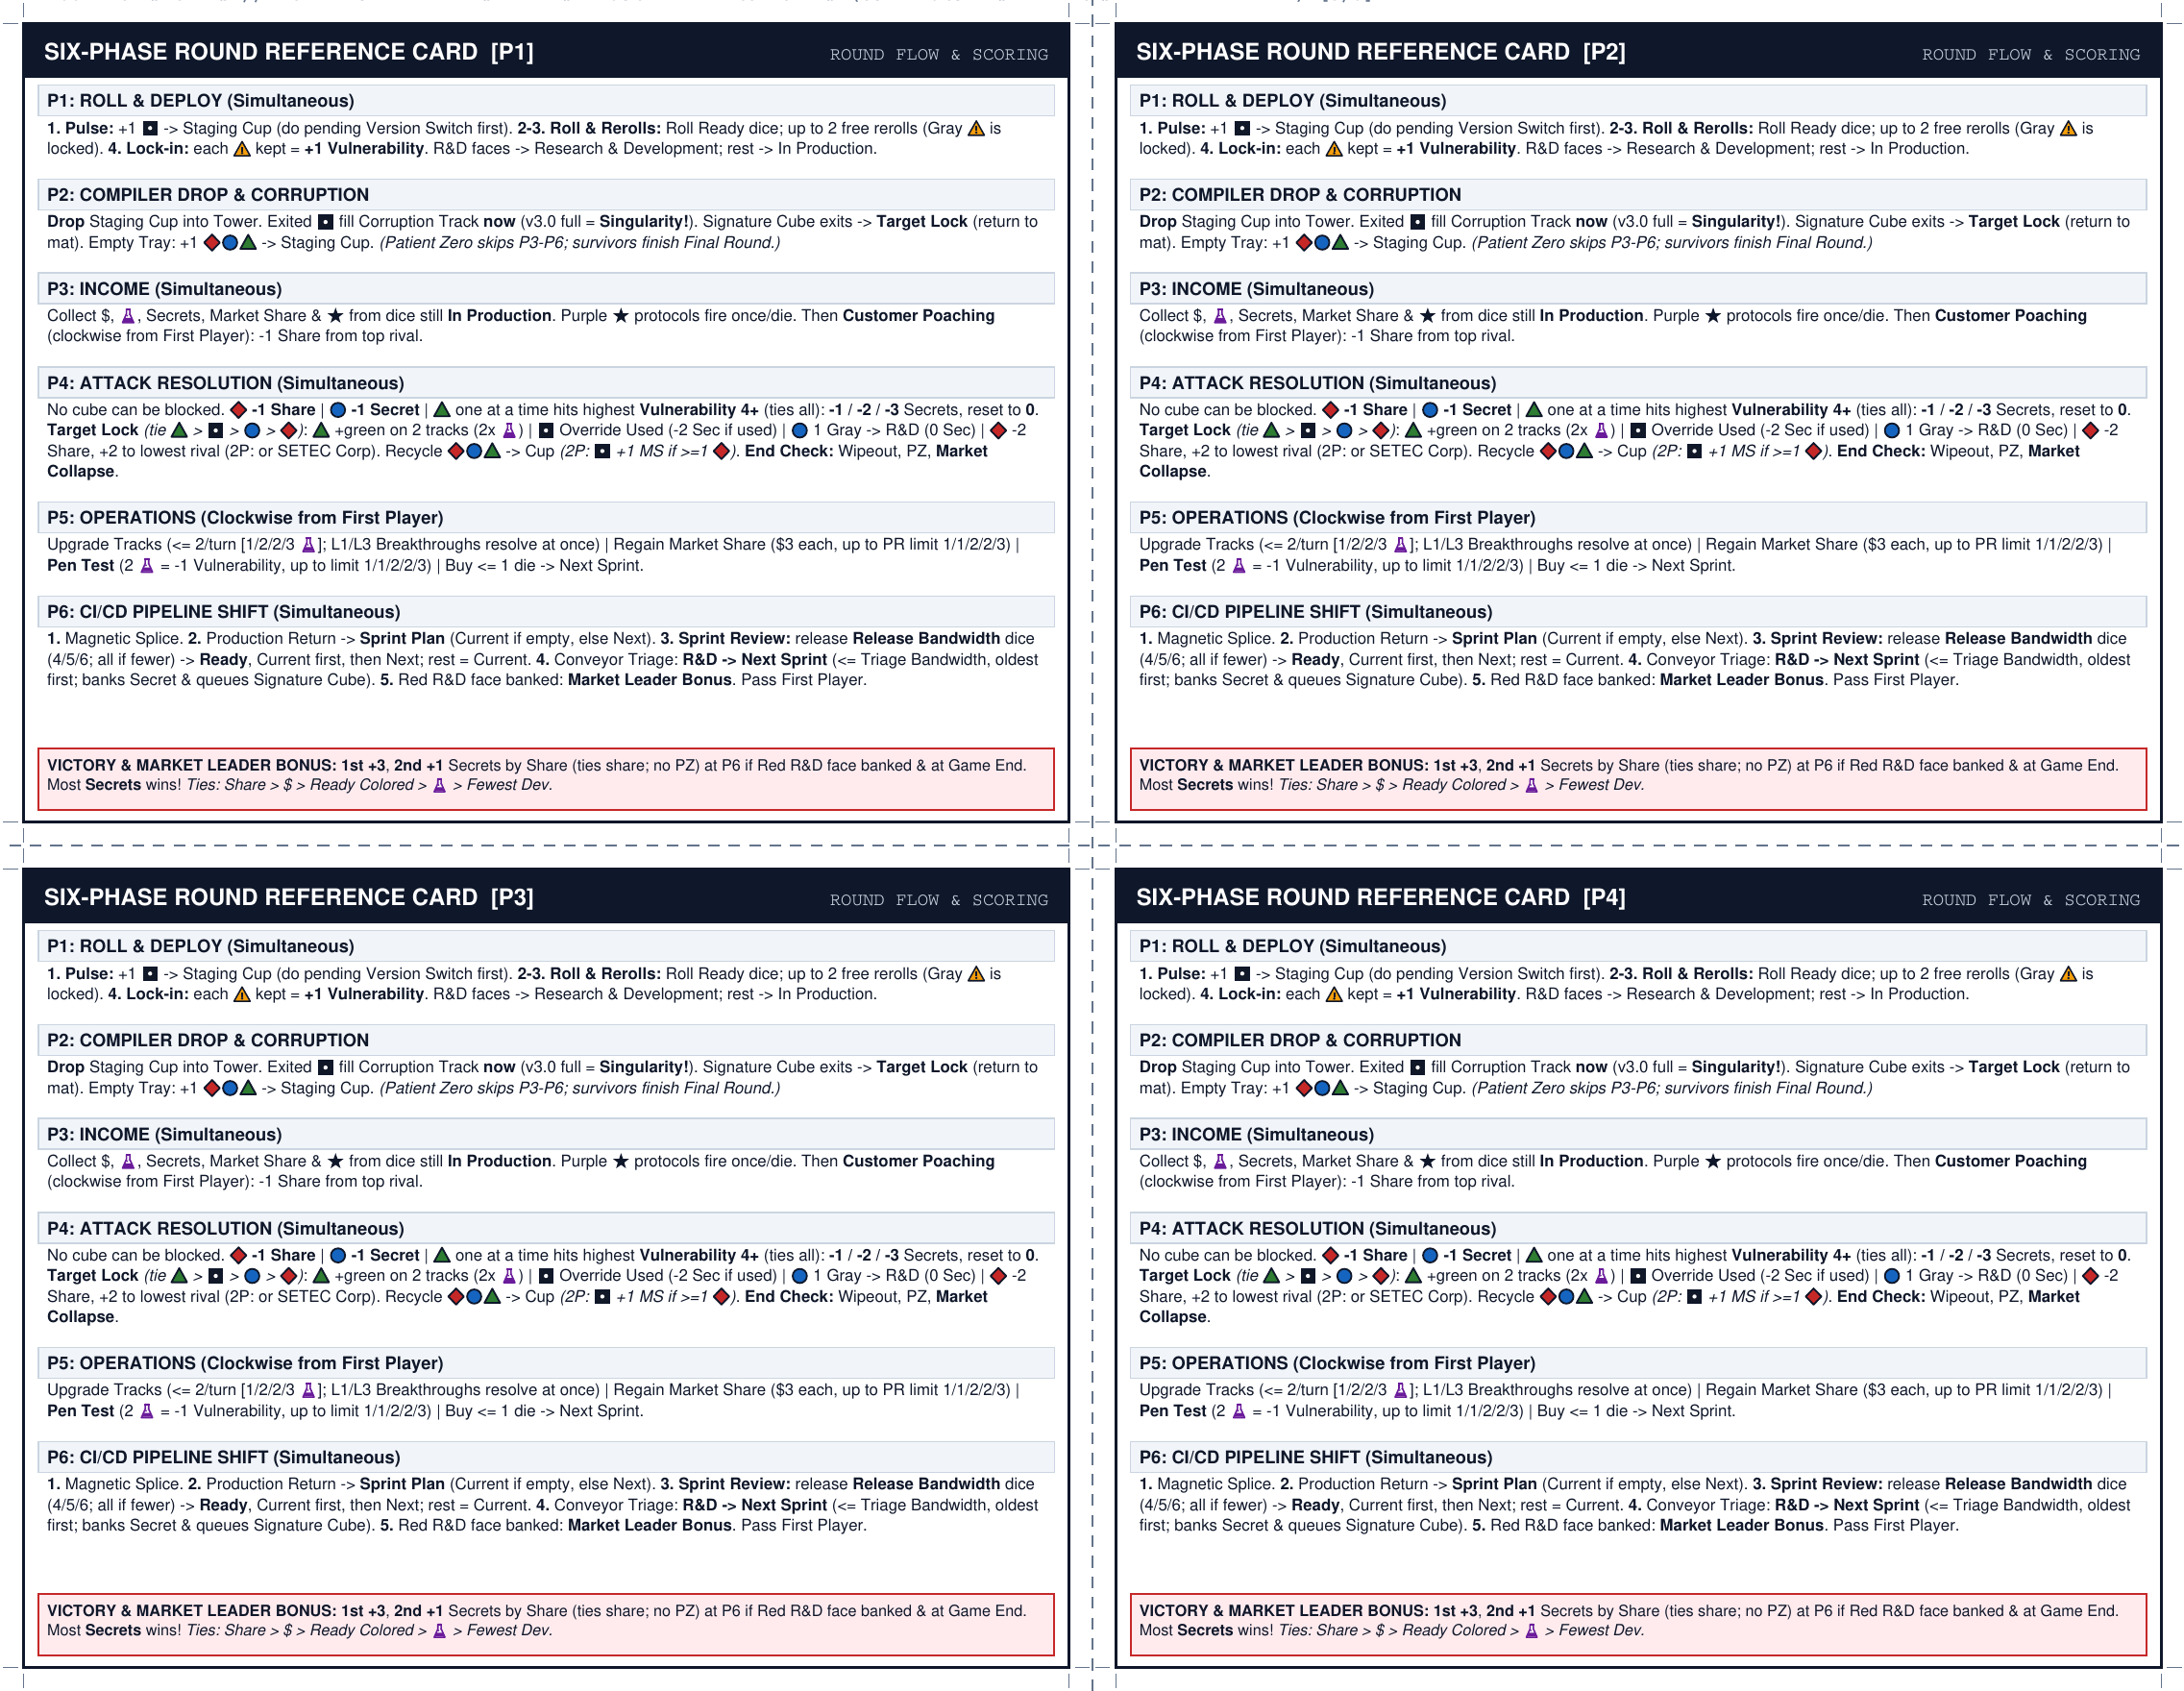 SIX-PHASE ROUND REFERENCE CARD [P1]
ROUND FLOW & SCORING
P1: ROLL & DEPLOY (Simultaneous)
1. Pulse: +1 -> Staging Cup (do pending Version Switch first). 2-3. Roll & Rerolls: Roll Ready dice; up to 2 free rerolls (Gray is
locked). 4. Lock-in: each kept = +1 Vulnerability. R&D faces -> Research & Development; rest -> In Production.
P2: COMPILER DROP & CORRUPTION
Drop Staging Cup into Tower. Exited fill Corruption Track now (v3.0 full = Singularity!). Signature Cube exits -> Target Lock (return to
mat). Empty Tray: +1 -> Staging Cup. (Patient Zero skips P3-P6; survivors finish Final Round.)
P3: INCOME (Simultaneous)
Collect $, , Secrets, Market Share & ★ from dice still In Production. Purple ★ protocols fire once/die. Then Customer Poaching
(clockwise from First Player): -1 Share from top rival.
P4: ATTACK RESOLUTION (Simultaneous)
No cube can be blocked. -1 Share | -1 Secret | one at a time hits highest Vulnerability 4+ (ties all): -1 / -2 / -3 Secrets, reset to 0.
Target Lock (tie > > > ): +green on 2 tracks (2x ) | Override Used (-2 Sec if used) | 1 Gray -> R&D (0 Sec) | -2
Share, +2 to lowest rival (2P: or SETEC Corp). Recycle -> Cup (2P: +1 MS if >=1 ). End Check: Wipeout, PZ, Market
Collapse.
P5: OPERATIONS (Clockwise from First Player)
Upgrade Tracks (<= 2/turn [1/2/2/3 ]; L1/L3 Breakthroughs resolve at once) | Regain Market Share ($3 each, up to PR limit 1/1/2/2/3) |
Pen Test (2 = -1 Vulnerability, up to limit 1/1/2/2/3) | Buy <= 1 die -> Next Sprint.
P6: CI/CD PIPELINE SHIFT (Simultaneous)
1. Magnetic Splice. 2. Production Return -> Sprint Plan (Current if empty, else Next). 3. Sprint Review: release Release Bandwidth dice
(4/5/6; all if fewer) -> Ready, Current first, then Next; rest = Current. 4. Conveyor Triage: R&D -> Next Sprint (<= Triage Bandwidth, oldest
first; banks Secret & queues Signature Cube). 5. Red R&D face banked: Market Leader Bonus. Pass First Player.
VICTORY & MARKET LEADER BONUS: 1st +3, 2nd +1 Secrets by Share (ties share; no PZ) at P6 if Red R&D face banked & at Game End.
Most Secrets wins! Ties: Share > $ > Ready Colored > > Fewest Dev.
SIX-PHASE ROUND REFERENCE CARD [P2]
ROUND FLOW & SCORING
P1: ROLL & DEPLOY (Simultaneous)
1. Pulse: +1 -> Staging Cup (do pending Version Switch first). 2-3. Roll & Rerolls: Roll Ready dice; up to 2 free rerolls (Gray is
locked). 4. Lock-in: each kept = +1 Vulnerability. R&D faces -> Research & Development; rest -> In Production.
P2: COMPILER DROP & CORRUPTION
Drop Staging Cup into Tower. Exited fill Corruption Track now (v3.0 full = Singularity!). Signature Cube exits -> Target Lock (return to
mat). Empty Tray: +1 -> Staging Cup. (Patient Zero skips P3-P6; survivors finish Final Round.)
P3: INCOME (Simultaneous)
Collect $, , Secrets, Market Share & ★ from dice still In Production. Purple ★ protocols fire once/die. Then Customer Poaching
(clockwise from First Player): -1 Share from top rival.
P4: ATTACK RESOLUTION (Simultaneous)
No cube can be blocked. -1 Share | -1 Secret | one at a time hits highest Vulnerability 4+ (ties all): -1 / -2 / -3 Secrets, reset to 0.
Target Lock (tie > > > ): +green on 2 tracks (2x ) | Override Used (-2 Sec if used) | 1 Gray -> R&D (0 Sec) | -2
Share, +2 to lowest rival (2P: or SETEC Corp). Recycle -> Cup (2P: +1 MS if >=1 ). End Check: Wipeout, PZ, Market
Collapse.
P5: OPERATIONS (Clockwise from First Player)
Upgrade Tracks (<= 2/turn [1/2/2/3 ]; L1/L3 Breakthroughs resolve at once) | Regain Market Share ($3 each, up to PR limit 1/1/2/2/3) |
Pen Test (2 = -1 Vulnerability, up to limit 1/1/2/2/3) | Buy <= 1 die -> Next Sprint.
P6: CI/CD PIPELINE SHIFT (Simultaneous)
1. Magnetic Splice. 2. Production Return -> Sprint Plan (Current if empty, else Next). 3. Sprint Review: release Release Bandwidth dice
(4/5/6; all if fewer) -> Ready, Current first, then Next; rest = Current. 4. Conveyor Triage: R&D -> Next Sprint (<= Triage Bandwidth, oldest
first; banks Secret & queues Signature Cube). 5. Red R&D face banked: Market Leader Bonus. Pass First Player.
VICTORY & MARKET LEADER BONUS: 1st +3, 2nd +1 Secrets by Share (ties share; no PZ) at P6 if Red R&D face banked & at Game End.
Most Secrets wins! Ties: Share > $ > Ready Colored > > Fewest Dev.
SIX-PHASE ROUND REFERENCE CARD [P3]
ROUND FLOW & SCORING
P1: ROLL & DEPLOY (Simultaneous)
1. Pulse: +1 -> Staging Cup (do pending Version Switch first). 2-3. Roll & Rerolls: Roll Ready dice; up to 2 free rerolls (Gray is
locked). 4. Lock-in: each kept = +1 Vulnerability. R&D faces -> Research & Development; rest -> In Production.
P2: COMPILER DROP & CORRUPTION
Drop Staging Cup into Tower. Exited fill Corruption Track now (v3.0 full = Singularity!). Signature Cube exits -> Target Lock (return to
mat). Empty Tray: +1 -> Staging Cup. (Patient Zero skips P3-P6; survivors finish Final Round.)
P3: INCOME (Simultaneous)
Collect $, , Secrets, Market Share & ★ from dice still In Production. Purple ★ protocols fire once/die. Then Customer Poaching
(clockwise from First Player): -1 Share from top rival.
P4: ATTACK RESOLUTION (Simultaneous)
No cube can be blocked. -1 Share | -1 Secret | one at a time hits highest Vulnerability 4+ (ties all): -1 / -2 / -3 Secrets, reset to 0.
Target Lock (tie > > > ): +green on 2 tracks (2x ) | Override Used (-2 Sec if used) | 1 Gray -> R&D (0 Sec) | -2
Share, +2 to lowest rival (2P: or SETEC Corp). Recycle -> Cup (2P: +1 MS if >=1 ). End Check: Wipeout, PZ, Market
Collapse.
P5: OPERATIONS (Clockwise from First Player)
Upgrade Tracks (<= 2/turn [1/2/2/3 ]; L1/L3 Breakthroughs resolve at once) | Regain Market Share ($3 each, up to PR limit 1/1/2/2/3) |
Pen Test (2 = -1 Vulnerability, up to limit 1/1/2/2/3) | Buy <= 1 die -> Next Sprint.
P6: CI/CD PIPELINE SHIFT (Simultaneous)
1. Magnetic Splice. 2. Production Return -> Sprint Plan (Current if empty, else Next). 3. Sprint Review: release Release Bandwidth dice
(4/5/6; all if fewer) -> Ready, Current first, then Next; rest = Current. 4. Conveyor Triage: R&D -> Next Sprint (<= Triage Bandwidth, oldest
first; banks Secret & queues Signature Cube). 5. Red R&D face banked: Market Leader Bonus. Pass First Player.
VICTORY & MARKET LEADER BONUS: 1st +3, 2nd +1 Secrets by Share (ties share; no PZ) at P6 if Red R&D face banked & at Game End.
Most Secrets wins! Ties: Share > $ > Ready Colored > > Fewest Dev.
SIX-PHASE ROUND REFERENCE CARD [P4]
ROUND FLOW & SCORING
P1: ROLL & DEPLOY (Simultaneous)
1. Pulse: +1 -> Staging Cup (do pending Version Switch first). 2-3. Roll & Rerolls: Roll Ready dice; up to 2 free rerolls (Gray is
locked). 4. Lock-in: each kept = +1 Vulnerability. R&D faces -> Research & Development; rest -> In Production.
P2: COMPILER DROP & CORRUPTION
Drop Staging Cup into Tower. Exited fill Corruption Track now (v3.0 full = Singularity!). Signature Cube exits -> Target Lock (return to
mat). Empty Tray: +1 -> Staging Cup. (Patient Zero skips P3-P6; survivors finish Final Round.)
P3: INCOME (Simultaneous)
Collect $, , Secrets, Market Share & ★ from dice still In Production. Purple ★ protocols fire once/die. Then Customer Poaching
(clockwise from First Player): -1 Share from top rival.
P4: ATTACK RESOLUTION (Simultaneous)
No cube can be blocked. -1 Share | -1 Secret | one at a time hits highest Vulnerability 4+ (ties all): -1 / -2 / -3 Secrets, reset to 0.
Target Lock (tie > > > ): +green on 2 tracks (2x ) | Override Used (-2 Sec if used) | 1 Gray -> R&D (0 Sec) | -2
Share, +2 to lowest rival (2P: or SETEC Corp). Recycle -> Cup (2P: +1 MS if >=1 ). End Check: Wipeout, PZ, Market
Collapse.
P5: OPERATIONS (Clockwise from First Player)
Upgrade Tracks (<= 2/turn [1/2/2/3 ]; L1/L3 Breakthroughs resolve at once) | Regain Market Share ($3 each, up to PR limit 1/1/2/2/3) |
Pen Test (2 = -1 Vulnerability, up to limit 1/1/2/2/3) | Buy <= 1 die -> Next Sprint.
P6: CI/CD PIPELINE SHIFT (Simultaneous)
1. Magnetic Splice. 2. Production Return -> Sprint Plan (Current if empty, else Next). 3. Sprint Review: release Release Bandwidth dice
(4/5/6; all if fewer) -> Ready, Current first, then Next; rest = Current. 4. Conveyor Triage: R&D -> Next Sprint (<= Triage Bandwidth, oldest
first; banks Secret & queues Signature Cube). 5. Red R&D face banked: Market Leader Bonus. Pass First Player.
VICTORY & MARKET LEADER BONUS: 1st +3, 2nd +1 Secrets by Share (ties share; no PZ) at P6 if Red R&D face banked & at Game End.
Most Secrets wins! Ties: Share > $ > Ready Colored > > Fewest Dev.